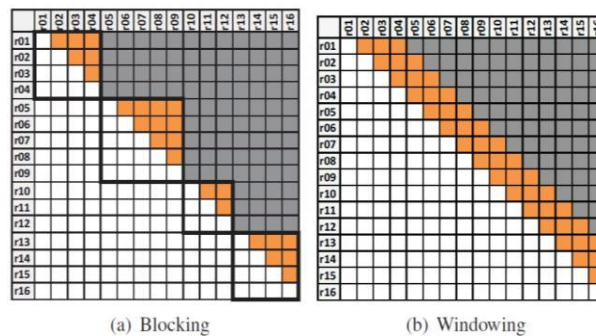 r01 r02 r03 r04 r05 r06 r07 r08 r09 r10 r11 r12 r13 r14 r15 r16
r01
r02
r03
r04
r05
r06
r07
r08
r09
r10
r11
r12
r13
r14
r15
r16
(a) Blocking
r01 r02 r03 r04 r05 r06 r07 r08 r09 r10 r11 r12 r13 r14 r15
r01
r02
r03
r04
r05
r06
r07
r08
r09
r10
r11
r12
r13
r14
r15
r16
(b) Windowing